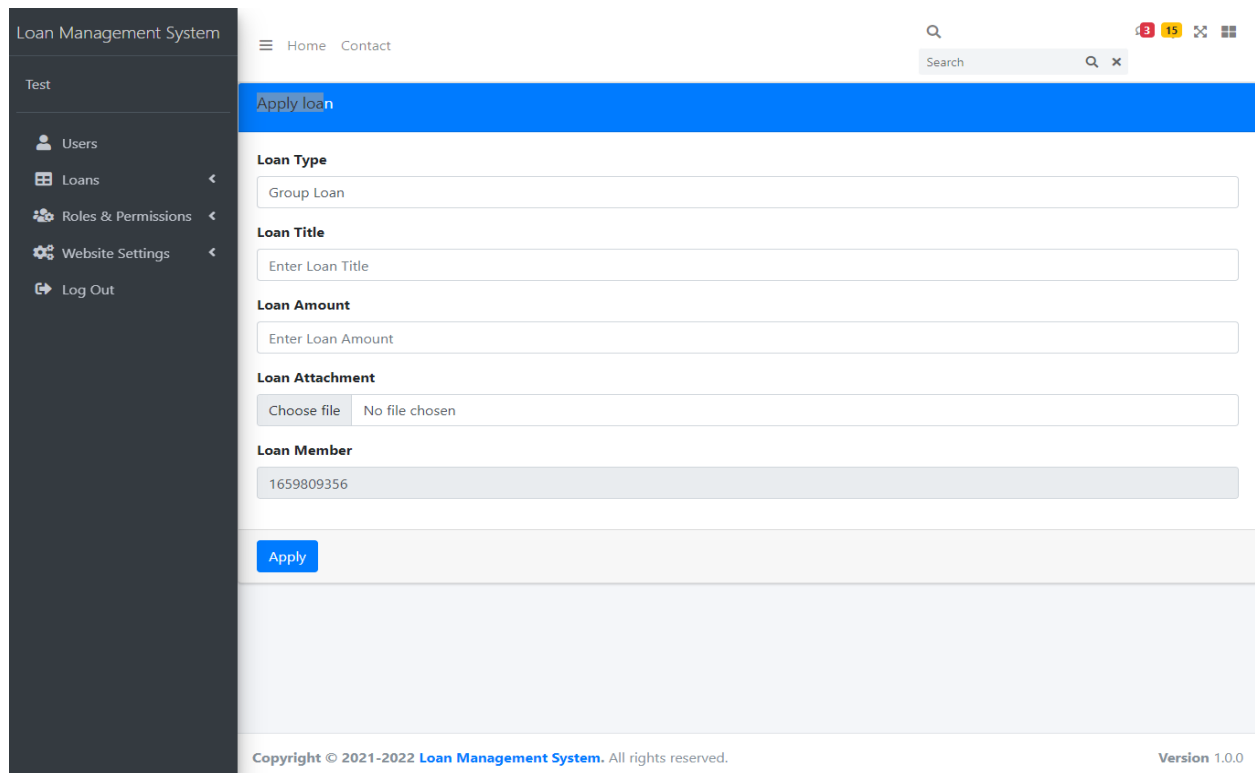 Loan Management System
Test
Users
Loans
Roles & Permissions
Website Settings
Log Out
Home Contact
3 15
Search
Apply loan
Loan Type
Group Loan
Loan Title
Enter Loan Title
Loan Amount
Enter Loan Amount
Loan Attachment
Choose file No file chosen
Loan Member
1659809356
Apply
Copyright © 2021-2022 Loan Management System. All rights reserved. Version 1.0.0